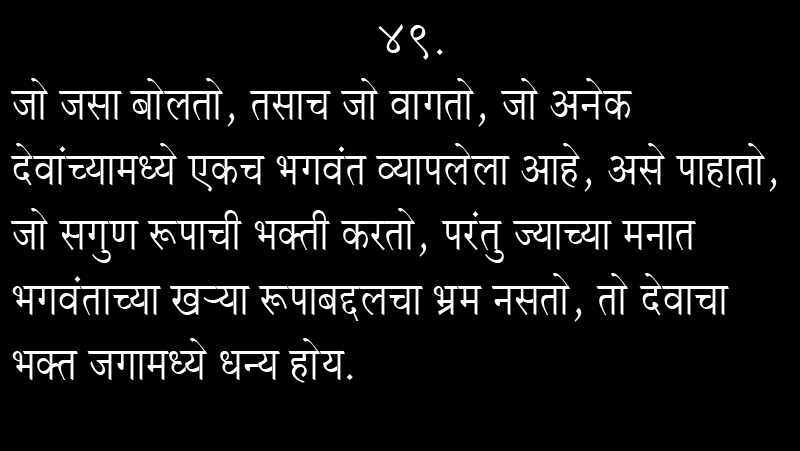 ४९.
जो जसा बोलतो, तसाच जो वागतो, जो अनेक
देवांच्यामध्ये एकच भगवंत व्यापलेला आहे, असे पाहातो,
जो सगुण रूपाची भक्ती करतो, परंतु ज्याच्या मनात
भगवंताच्या खऱ्या रूपाबद्दलचा भ्रम नसतो, तो देवाचा
भक्त जगामध्ये धन्य होय.